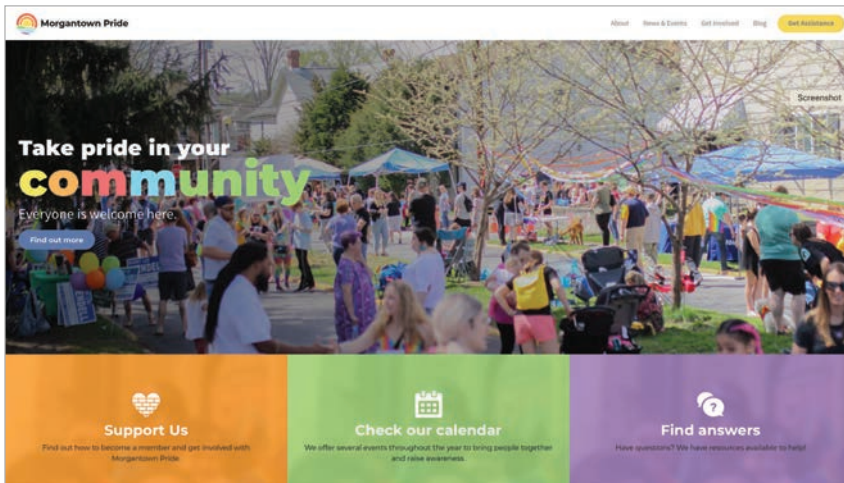 Morgantown Pride
About News & Events Get Involved Blog Get Assistance
Screenshot
Take pride in your
community
Everyone is welcome here.
Find out more
Support Us
Find out how to become a member and get involved with
Morgantown Pride
Check our calendar
We offer several events throughout the year to bring people together
and raise awareness.
Find answers
Have questions? We have resources available to help!